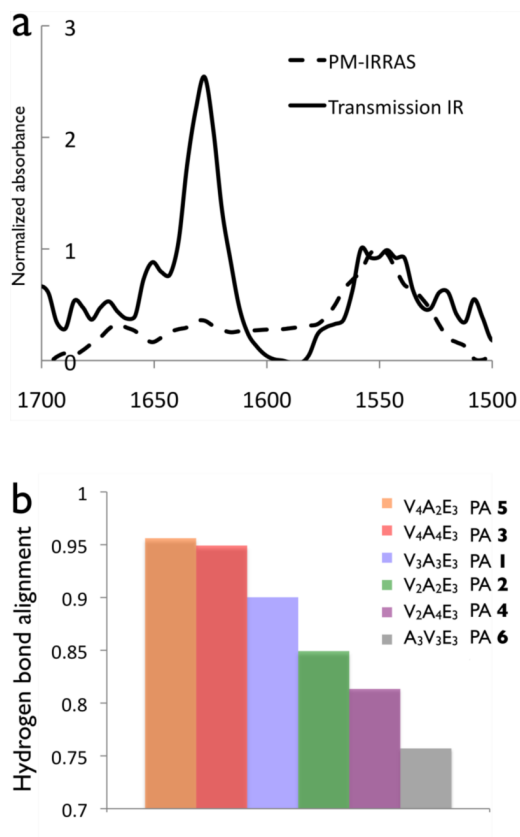 a
Normalized absorbance
3
2
1
0
PM-IRRAS
Transmission IR
1700 1650 1600 1550 1500
b
Hydrogen bond alignment
1
0.95
0.9
0.85
0.8
0.75
0.7
V₄A₂E₃ PA 5
V₄A₄E₃ PA 3
V₃A₃E₃ PA 1
V₂A₂E₃ PA 2
V₂A₄E₃ PA 4
A₃V₃E₃ PA 6